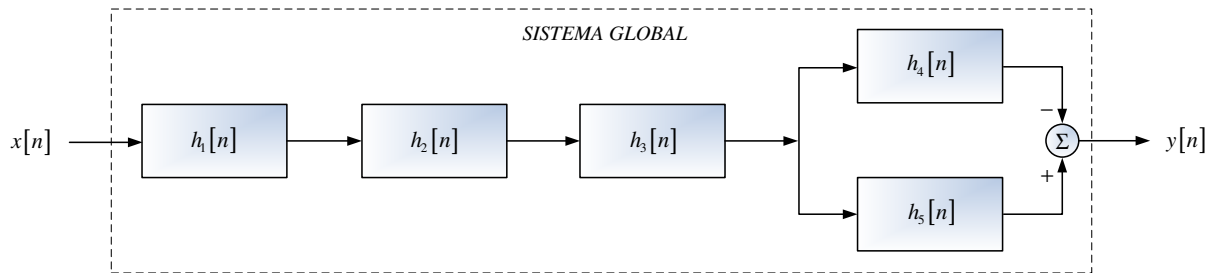 SISTEMA GLOBAL
x[n]
h₁[n]
h₂[n]
h₃[n]
h₄[n]
h₅[n]
−
Σ
+
y[n]